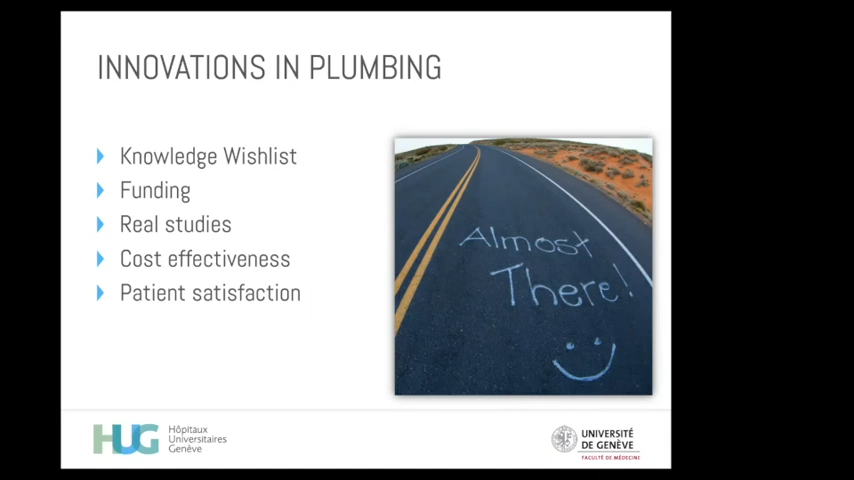 INNOVATIONS IN PLUMBING
Knowledge Wishlist
Funding
Real studies
Cost effectiveness
Patient satisfaction
Almost
There!
HUG
Hôpitaux
Universitaires
Genève
UNIVERSITÉ
DE GENÈVE
FACULTÉ DE MÉDECINE